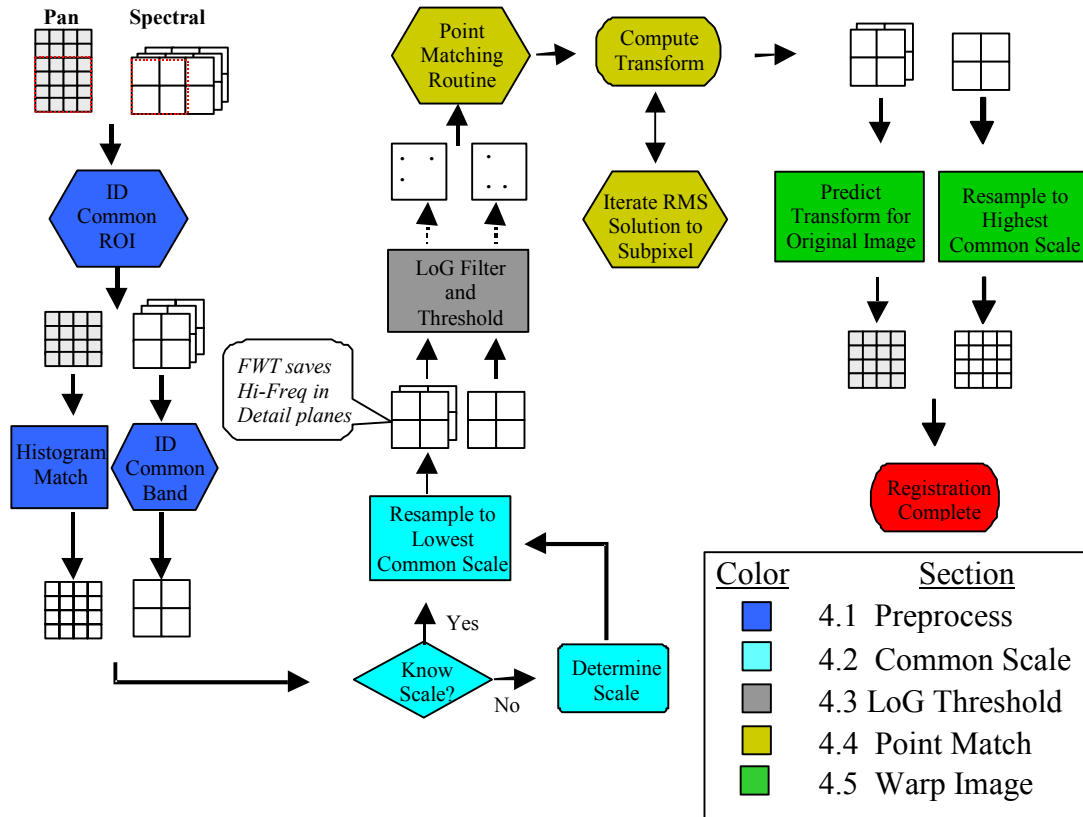 Pan
Spectral
ID
Common
ROI
Histogram
Match
ID
Common
Band
Know
Scale?
Yes
No
Determine
Scale
Resample to
Lowest
Common Scale
FWT saves
Hi-Freq in
Detail planes
LoG Filter
and
Threshold
Point
Matching
Routine
Compute
Transform
Iterate RMS
Solution to
Subpixel
Predict
Transform for
Original Image
Resample to
Highest
Common Scale
Registration
Complete
Color Section
4.1 Preprocess
4.2 Common Scale
4.3 LoG Threshold
4.4 Point Match
4.5 Warp Image